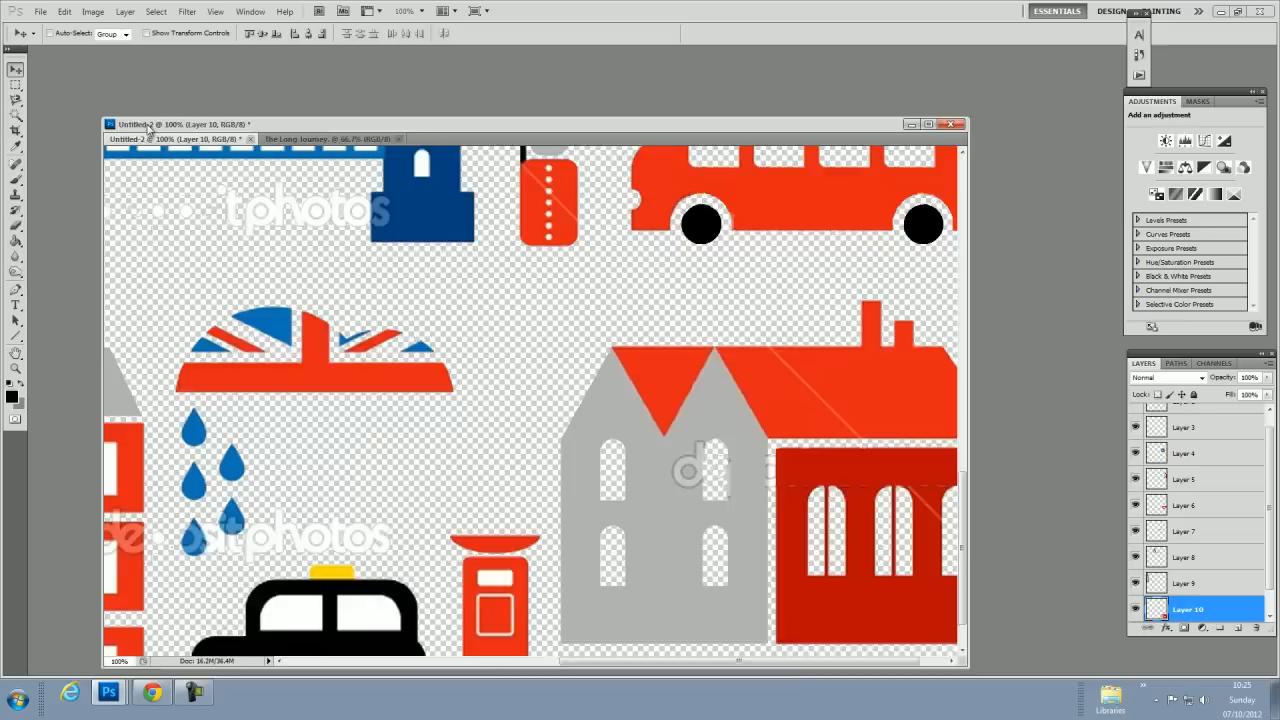 Ps File Edit Image Layer Select Filter View Window Help Br Mb 100% ESSENTIALS DESIGN PAINTING
Auto-Select: Group Show Transform Controls
Untitled-2 @ 100% (Layer 10, RGB/8) *
Untitled-2 @ 100% (Layer 10, RGB/8) * The Long Journey. @ 66.7% (RGB/8)
itphotos
depositphotos
d
100% Doc: 16.2M/36.4M
A
ADJUSTMENTS MASKS
Add an adjustment
Levels Presets
Curves Presets
Exposure Presets
Hue/Saturation Presets
Black & White Presets
Channel Mixer Presets
Selective Color Presets
LAYERS PATHS CHANNELS
Normal Opacity: 100%
Lock: Fill: 100%
Layer 3
Layer 4
Layer 5
Layer 6
Layer 7
Layer 8
Layer 9
Layer 10
Ps
Libraries
10:25
Sunday
07/10/2012